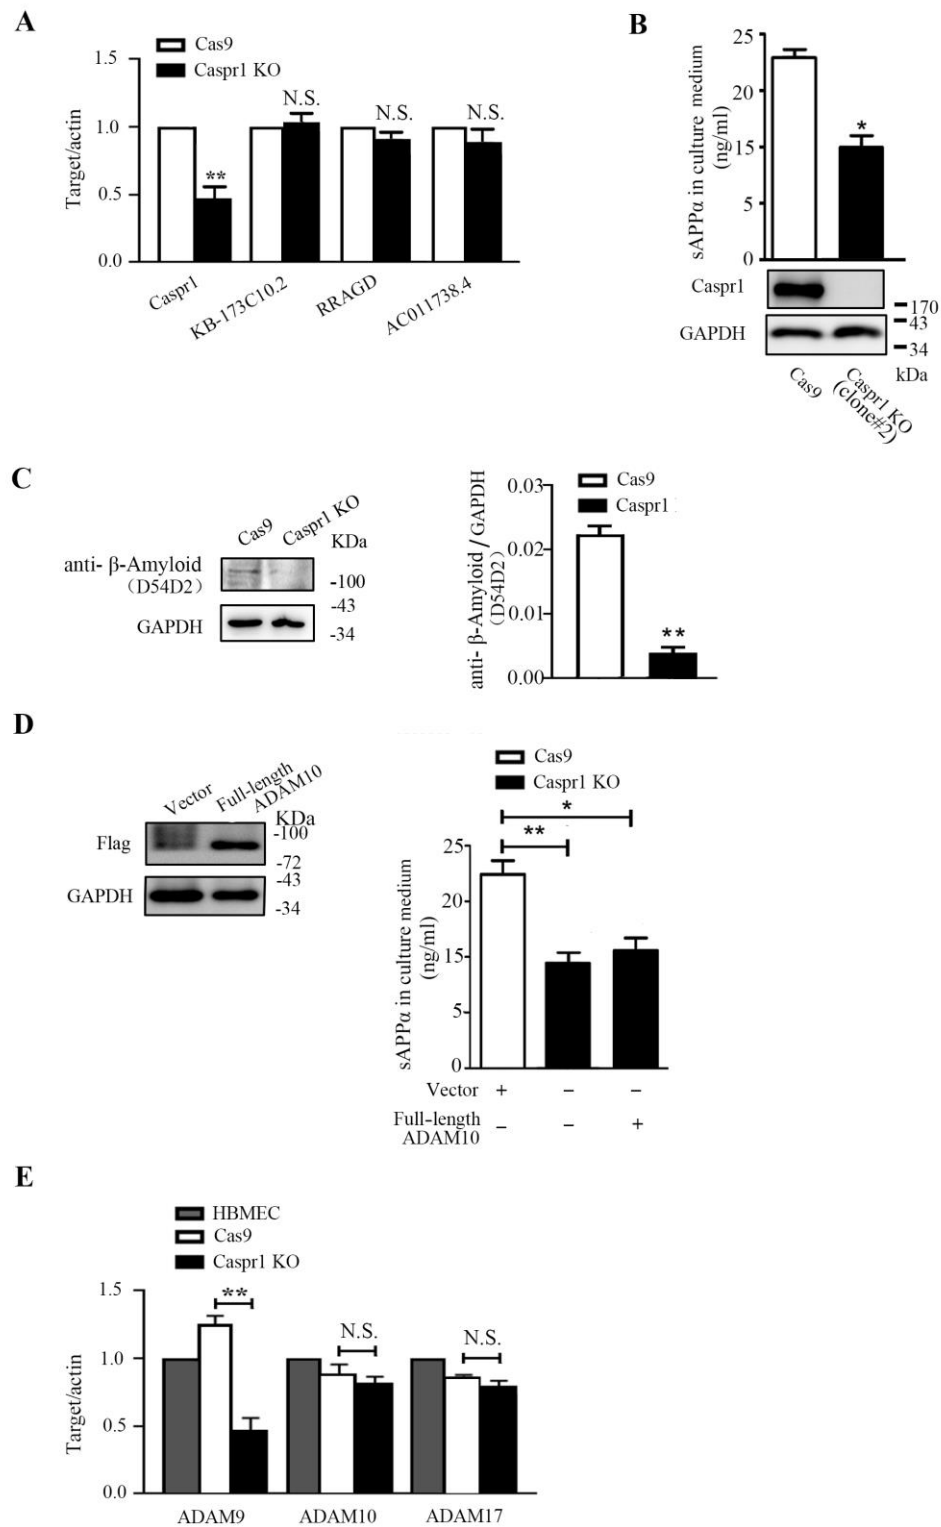 A
Cas9
Caspr1 KO
Target/actin
1.5
1.0
0.5
0.0
**
N.S.
N.S.
N.S.
Caspr1
KB-173C10.2
RRAGD
AC011738.4
B
sAPPα in culture medium
(ng/ml)
25
20
15
5
0
*
Caspr1
GAPDH
170
43
34
kDa
Cas9
Caspr1 KO
(clone#2)
C
Cas9
Caspr1 KO
KDa
anti- β-Amyloid
(D54D2)
-100
GAPDH
-43
-34
anti- β-Amyloid / GAPDH
(D54D2)
0.03
0.02
0.01
0.00
Cas9
Caspr1
**
D
Vector
Full-length
ADAM10
KDa
Flag
-100
-72
GAPDH
-43
-34
Cas9
Caspr1 KO
*
**
sAPPα in culture medium
(ng/ml)
25
20
15
5
0
Vector + – –
Full-length
ADAM10 – – +
E
HBMEC
Cas9
Caspr1 KO
Target/actin
1.5
1.0
0.5
0.0
**
N.S.
N.S.
ADAM9
ADAM10
ADAM17